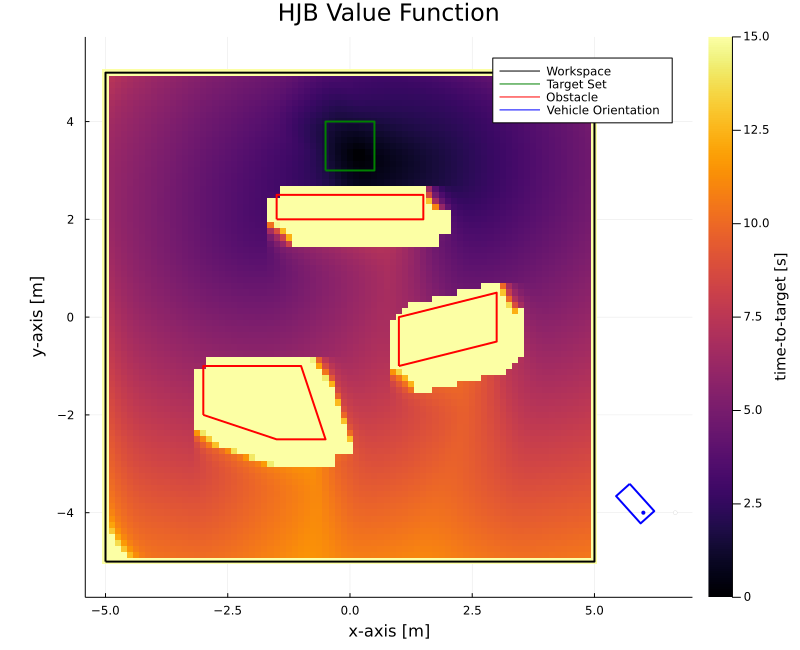 HJB Value Function
Workspace
Target Set
Obstacle
Vehicle Orientation
4
2
0
−2
−4
y-axis [m]
−5.0 −2.5 0.0 2.5 5.0
x-axis [m]
15.0
12.5
10.0
7.5
5.0
2.5
0
time-to-target [s]